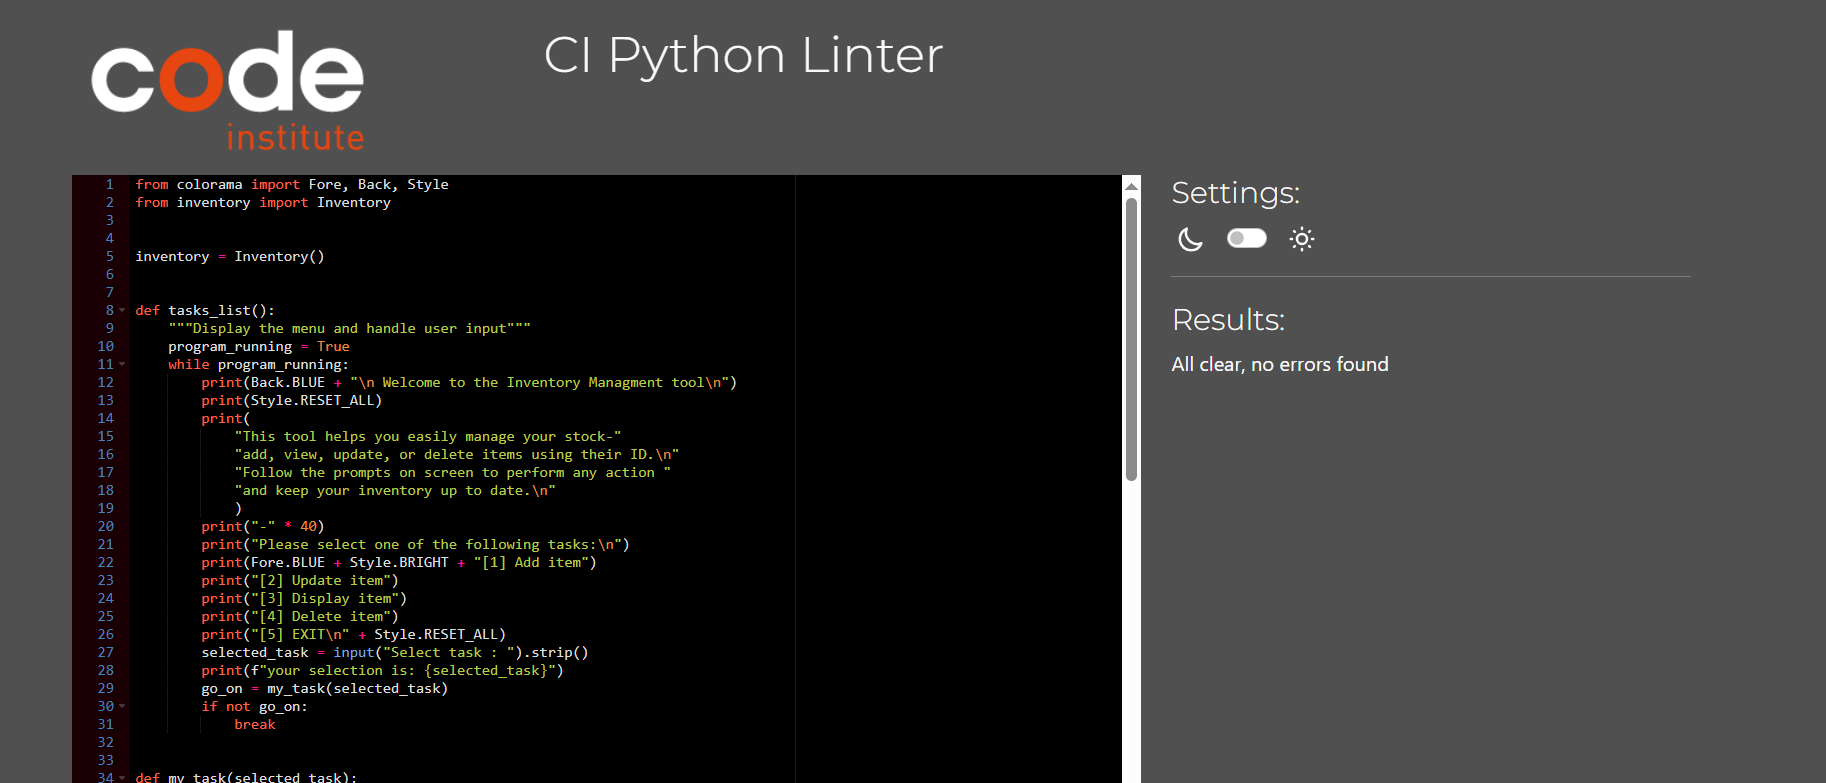 code
institute
CI Python Linter
1 from colorama import Fore, Back, Style
2 from inventory import Inventory
3
4
5 inventory = Inventory()
6
7
8 def tasks_list():
9 """Display the menu and handle user input"""
10 program_running = True
11 while program_running:
12 print(Back.BLUE + "\n Welcome to the Inventory Managment tool\n")
13 print(Style.RESET_ALL)
14 print(
15 "This tool helps you easily manage your stock-"
16 "add, view, update, or delete items using their ID.\n"
17 "Follow the prompts on screen to perform any action "
18 "and keep your inventory up to date.\n"
19 )
20 print("-" * 40)
21 print("Please select one of the following tasks:\n")
22 print(Fore.BLUE + Style.BRIGHT + "[1] Add item")
23 print("[2] Update item")
24 print("[3] Display item")
25 print("[4] Delete item")
26 print("[5] EXIT\n" + Style.RESET_ALL)
27 selected_task = input("Select task : ").strip()
28 print(f"your selection is: {selected_task}")
29 go_on = my_task(selected_task)
30 if not go_on:
31 break
32
33
34 def my_task(selected_task):
Settings:
Results:
All clear, no errors found